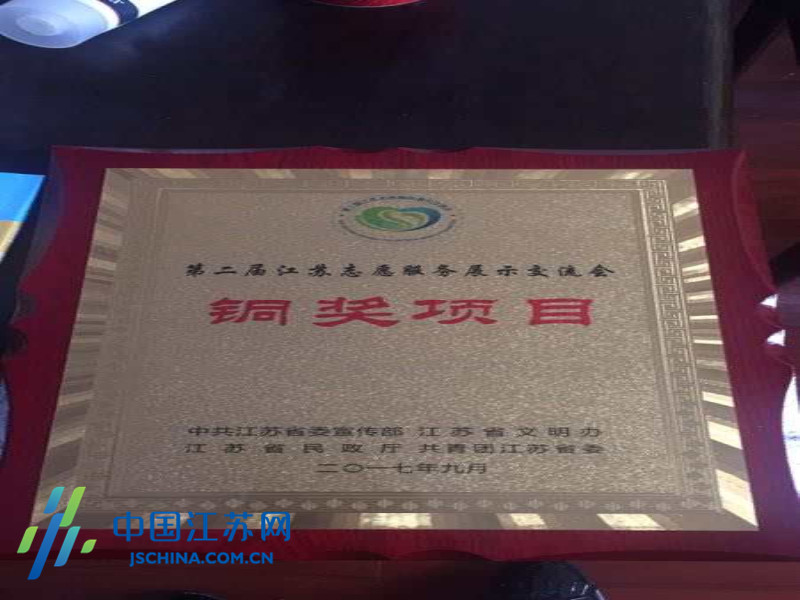 第二届江苏志愿服务展示交流会
铜奖项目
中共江苏省委宣传部 江苏省文明办
江苏省民政厅 共青团江苏省委
二〇一七年九月
中国江苏网
JSCHINA.COM.CN